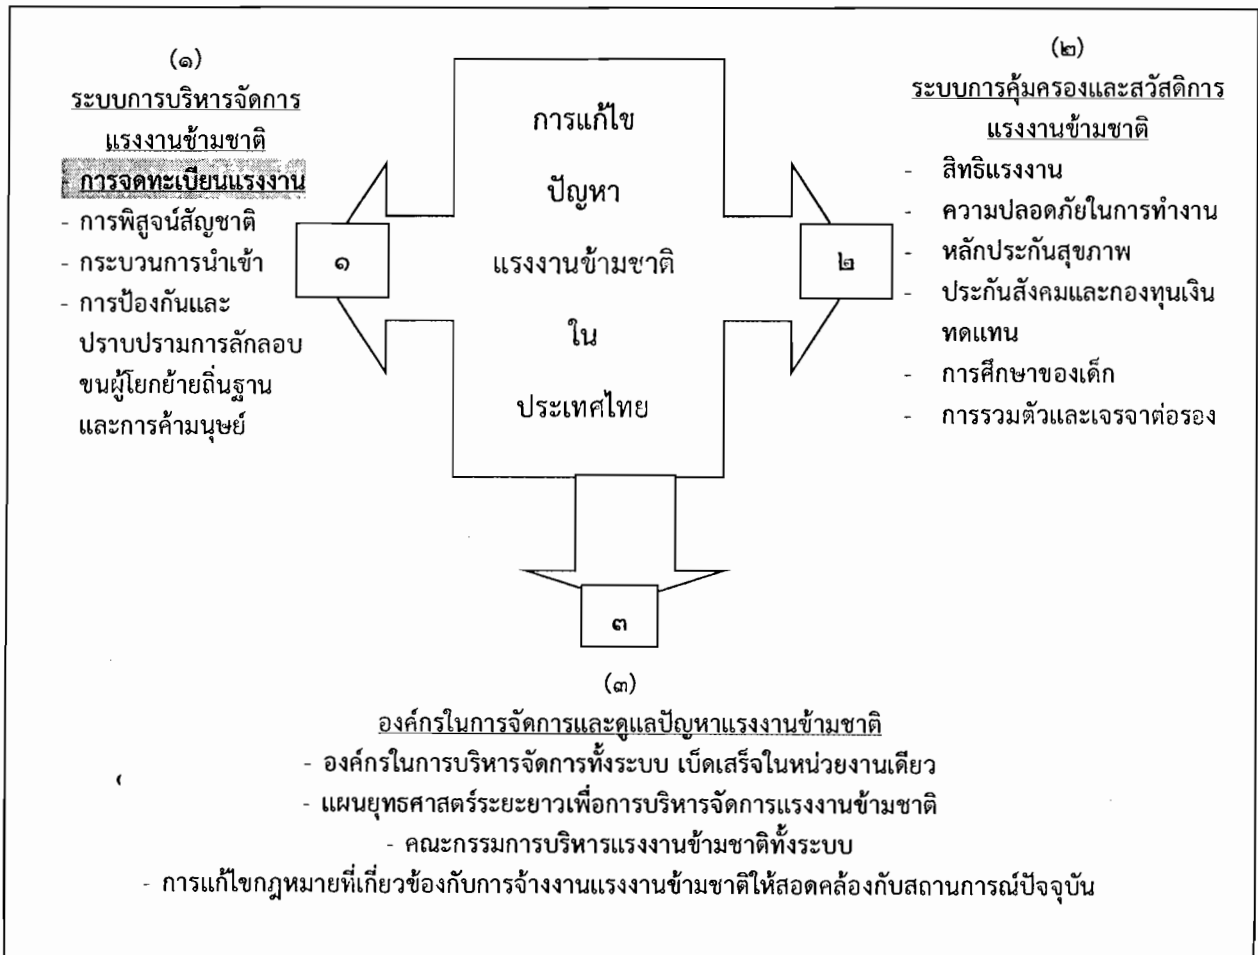 (๑)
ระบบการบริหารจัดการ
แรงงานข้ามชาติ
- การจดทะเบียนแรงงาน
- การพิสูจน์สัญชาติ
- กระบวนการนำเข้า
- การป้องกันและ
ปราบปรามการลักลอบ
ขนผู้โยกย้ายถิ่นฐาน
และการค้ามนุษย์
๑
การแก้ไข
ปัญหา
แรงงานข้ามชาติ
ใน
ประเทศไทย
๒
(๒)
ระบบการคุ้มครองและสวัสดิการ
แรงงานข้ามชาติ
- สิทธิแรงงาน
- ความปลอดภัยในการทำงาน
- หลักประกันสุขภาพ
- ประกันสังคมและกองทุนเงิน
ทดแทน
- การศึกษาของเด็ก
- การรวมตัวและเจรจาต่อรอง
๓
(๓)
องค์กรในการจัดการและดูแลปัญหาแรงงานข้ามชาติ
- องค์กรในการบริหารจัดการทั้งระบบ เบ็ดเสร็จในหน่วยงานเดียว
- แผนยุทธศาสตร์ระยะยาวเพื่อการบริหารจัดการแรงงานข้ามชาติ
- คณะกรรมการบริหารแรงงานข้ามชาติทั้งระบบ
- การแก้ไขกฎหมายที่เกี่ยวข้องกับการจ้างงานแรงงานข้ามชาติให้สอดคล้องกับสถานการณ์ปัจจุบัน